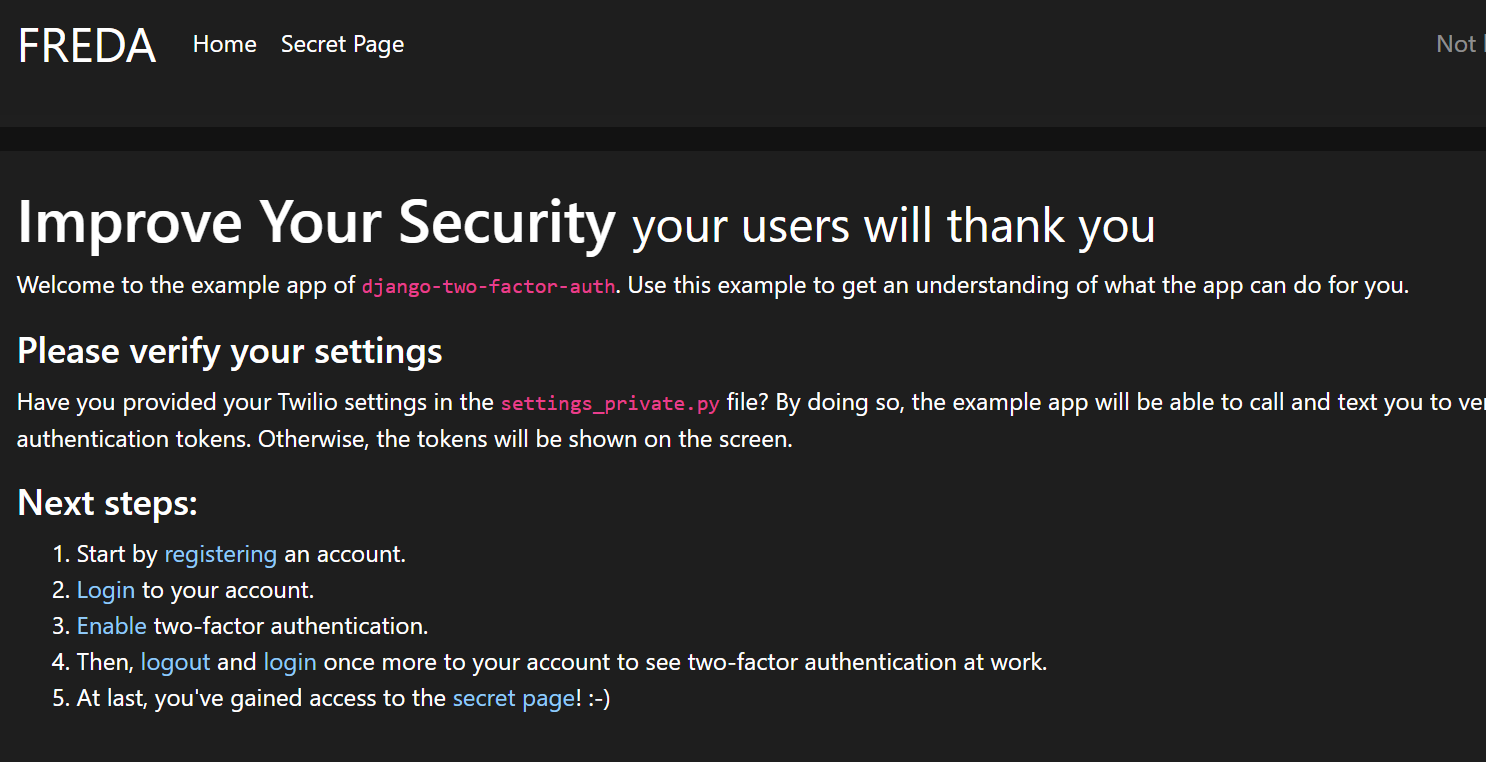 FREDA Home Secret Page Not
Improve Your Security your users will thank you
Welcome to the example app of django-two-factor-auth. Use this example to get an understanding of what the app can do for you.
Please verify your settings
Have you provided your Twilio settings in the settings_private.py file? By doing so, the example app will be able to call and text you to
authentication tokens. Otherwise, the tokens will be shown on the screen.
Next steps:
1. Start by registering an account.
2. Login to your account.
3. Enable two-factor authentication.
4. Then, logout and login once more to your account to see two-factor authentication at work.
5. At last, you've gained access to the secret page! :-)